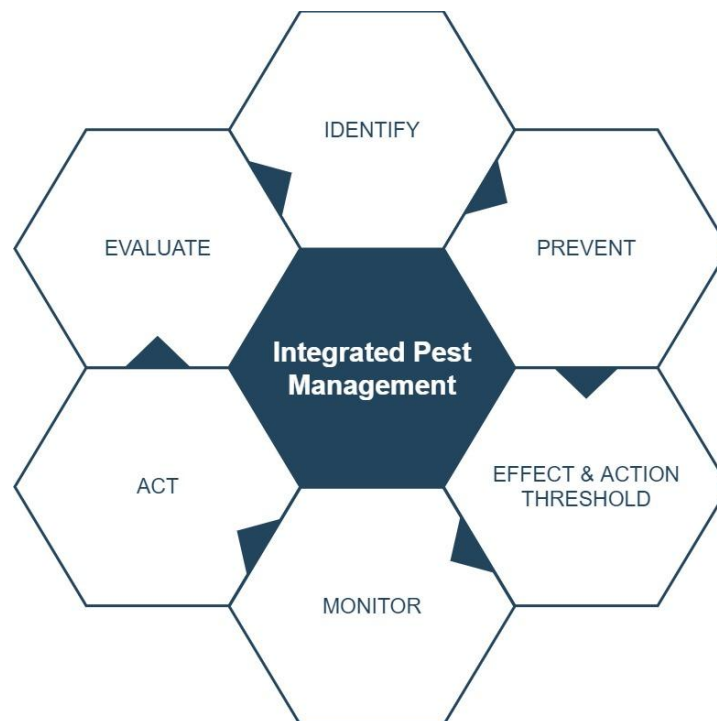 IDENTIFY
EVALUATE
PREVENT
Integrated Pest
Management
ACT
EFFECT & ACTION
THRESHOLD
MONITOR